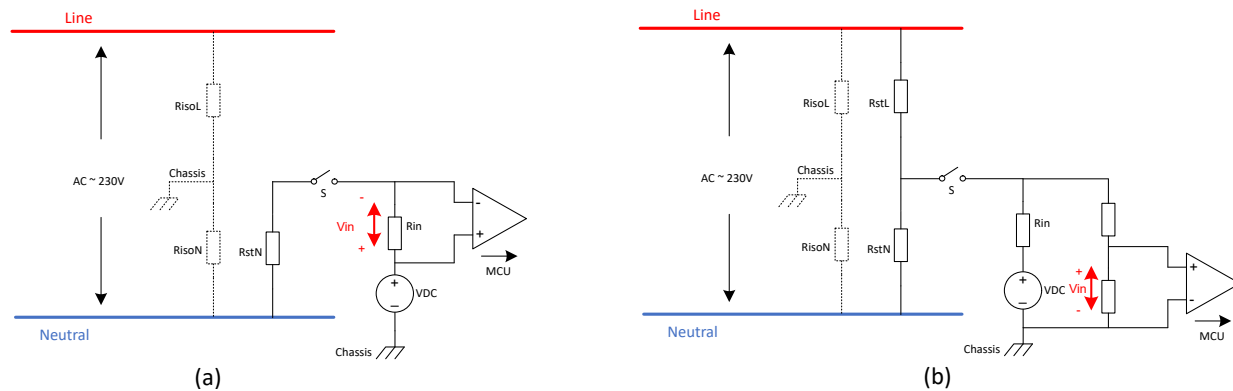 Line
RisoL
Chassis
AC ~ 230V
S
-
-
Vin
Rin
RisoN
RstN
+
+
MCU
+
VDC
−
Neutral
Chassis
(a)
Line
RisoL
RstL
Chassis
AC ~ 230V
S
Rin
RisoN
RstN
+
+
+
VDC
Vin
−
-
-
MCU
Neutral
Chassis
(b)